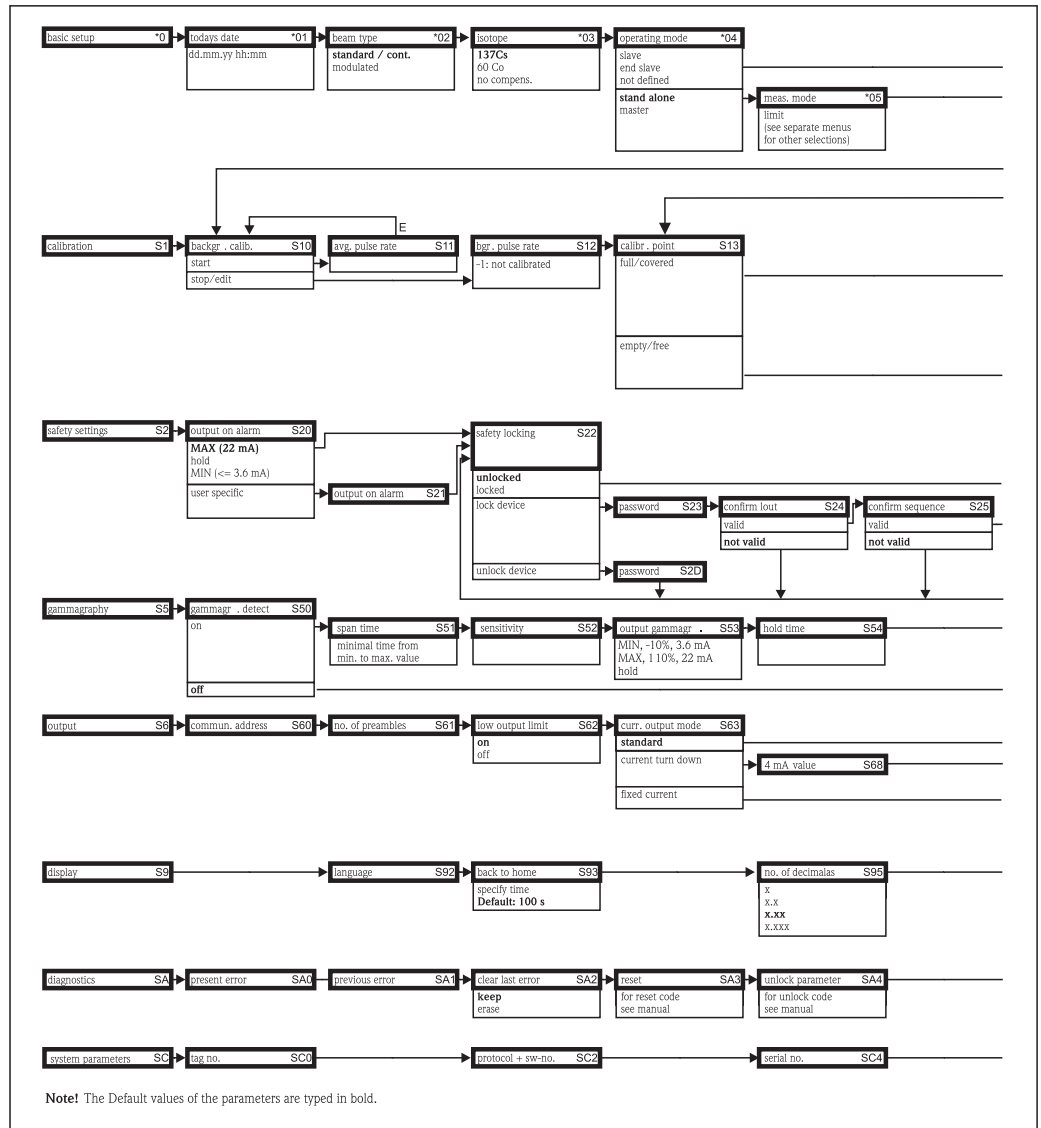 basic setup *0
todays date *01
dd.mm.yy hh:mm
beam type *02
standard / cont.
modulated
isotope *03
137Cs
60 Co
no compens.
operating mode *04
slave
end slave
not defined
stand alone
master
meas. mode *05
limit
(see separate menus
for other selections)
calibration S1
backgr . calib. S10
start
stop/edit
E
avg. pulse rate S11
bgr. pulse rate S12
-1: not calibrated
calibr. point S13
full/covered
empty/free
safety settings S2
output on alarm S20
MAX (22 mA)
hold
MIN (<= 3.6 mA)
user specific
output on alarm S21
safety locking S22
unlocked
locked
lock device
unlock device
password S23
confirm Iout S24
valid
not valid
confirm sequence S25
valid
not valid
password S2D
gammagraphy S5
gammagr . detect S50
on
off
span time S51
minimal time from
min. to max. value
sensitivity S52
output gammagr . S53
MIN, -10%, 3.6 mA
MAX, 110%, 22 mA
hold
hold time S54
output S6
commun. address S60
no. of preambles S61
low output limit S62
on
off
curr. output mode S63
standard
current turn down
fixed current
4 mA value S68
display S9
language S92
back to home S93
specify time
Default: 100 s
no. of decimalas S95
x
x.x
x.xx
x.xxx
diagnostics SA
present error SA0
previous error SA1
clear last error SA2
keep
erase
reset SA3
for reset code
see manual
unlock parameter SA4
for unlock code
see manual
system parameters SC
tag no. SC0
protocol + sw-no. SC2
serial no. SC4
Note! The Default values of the parameters are typed in bold.